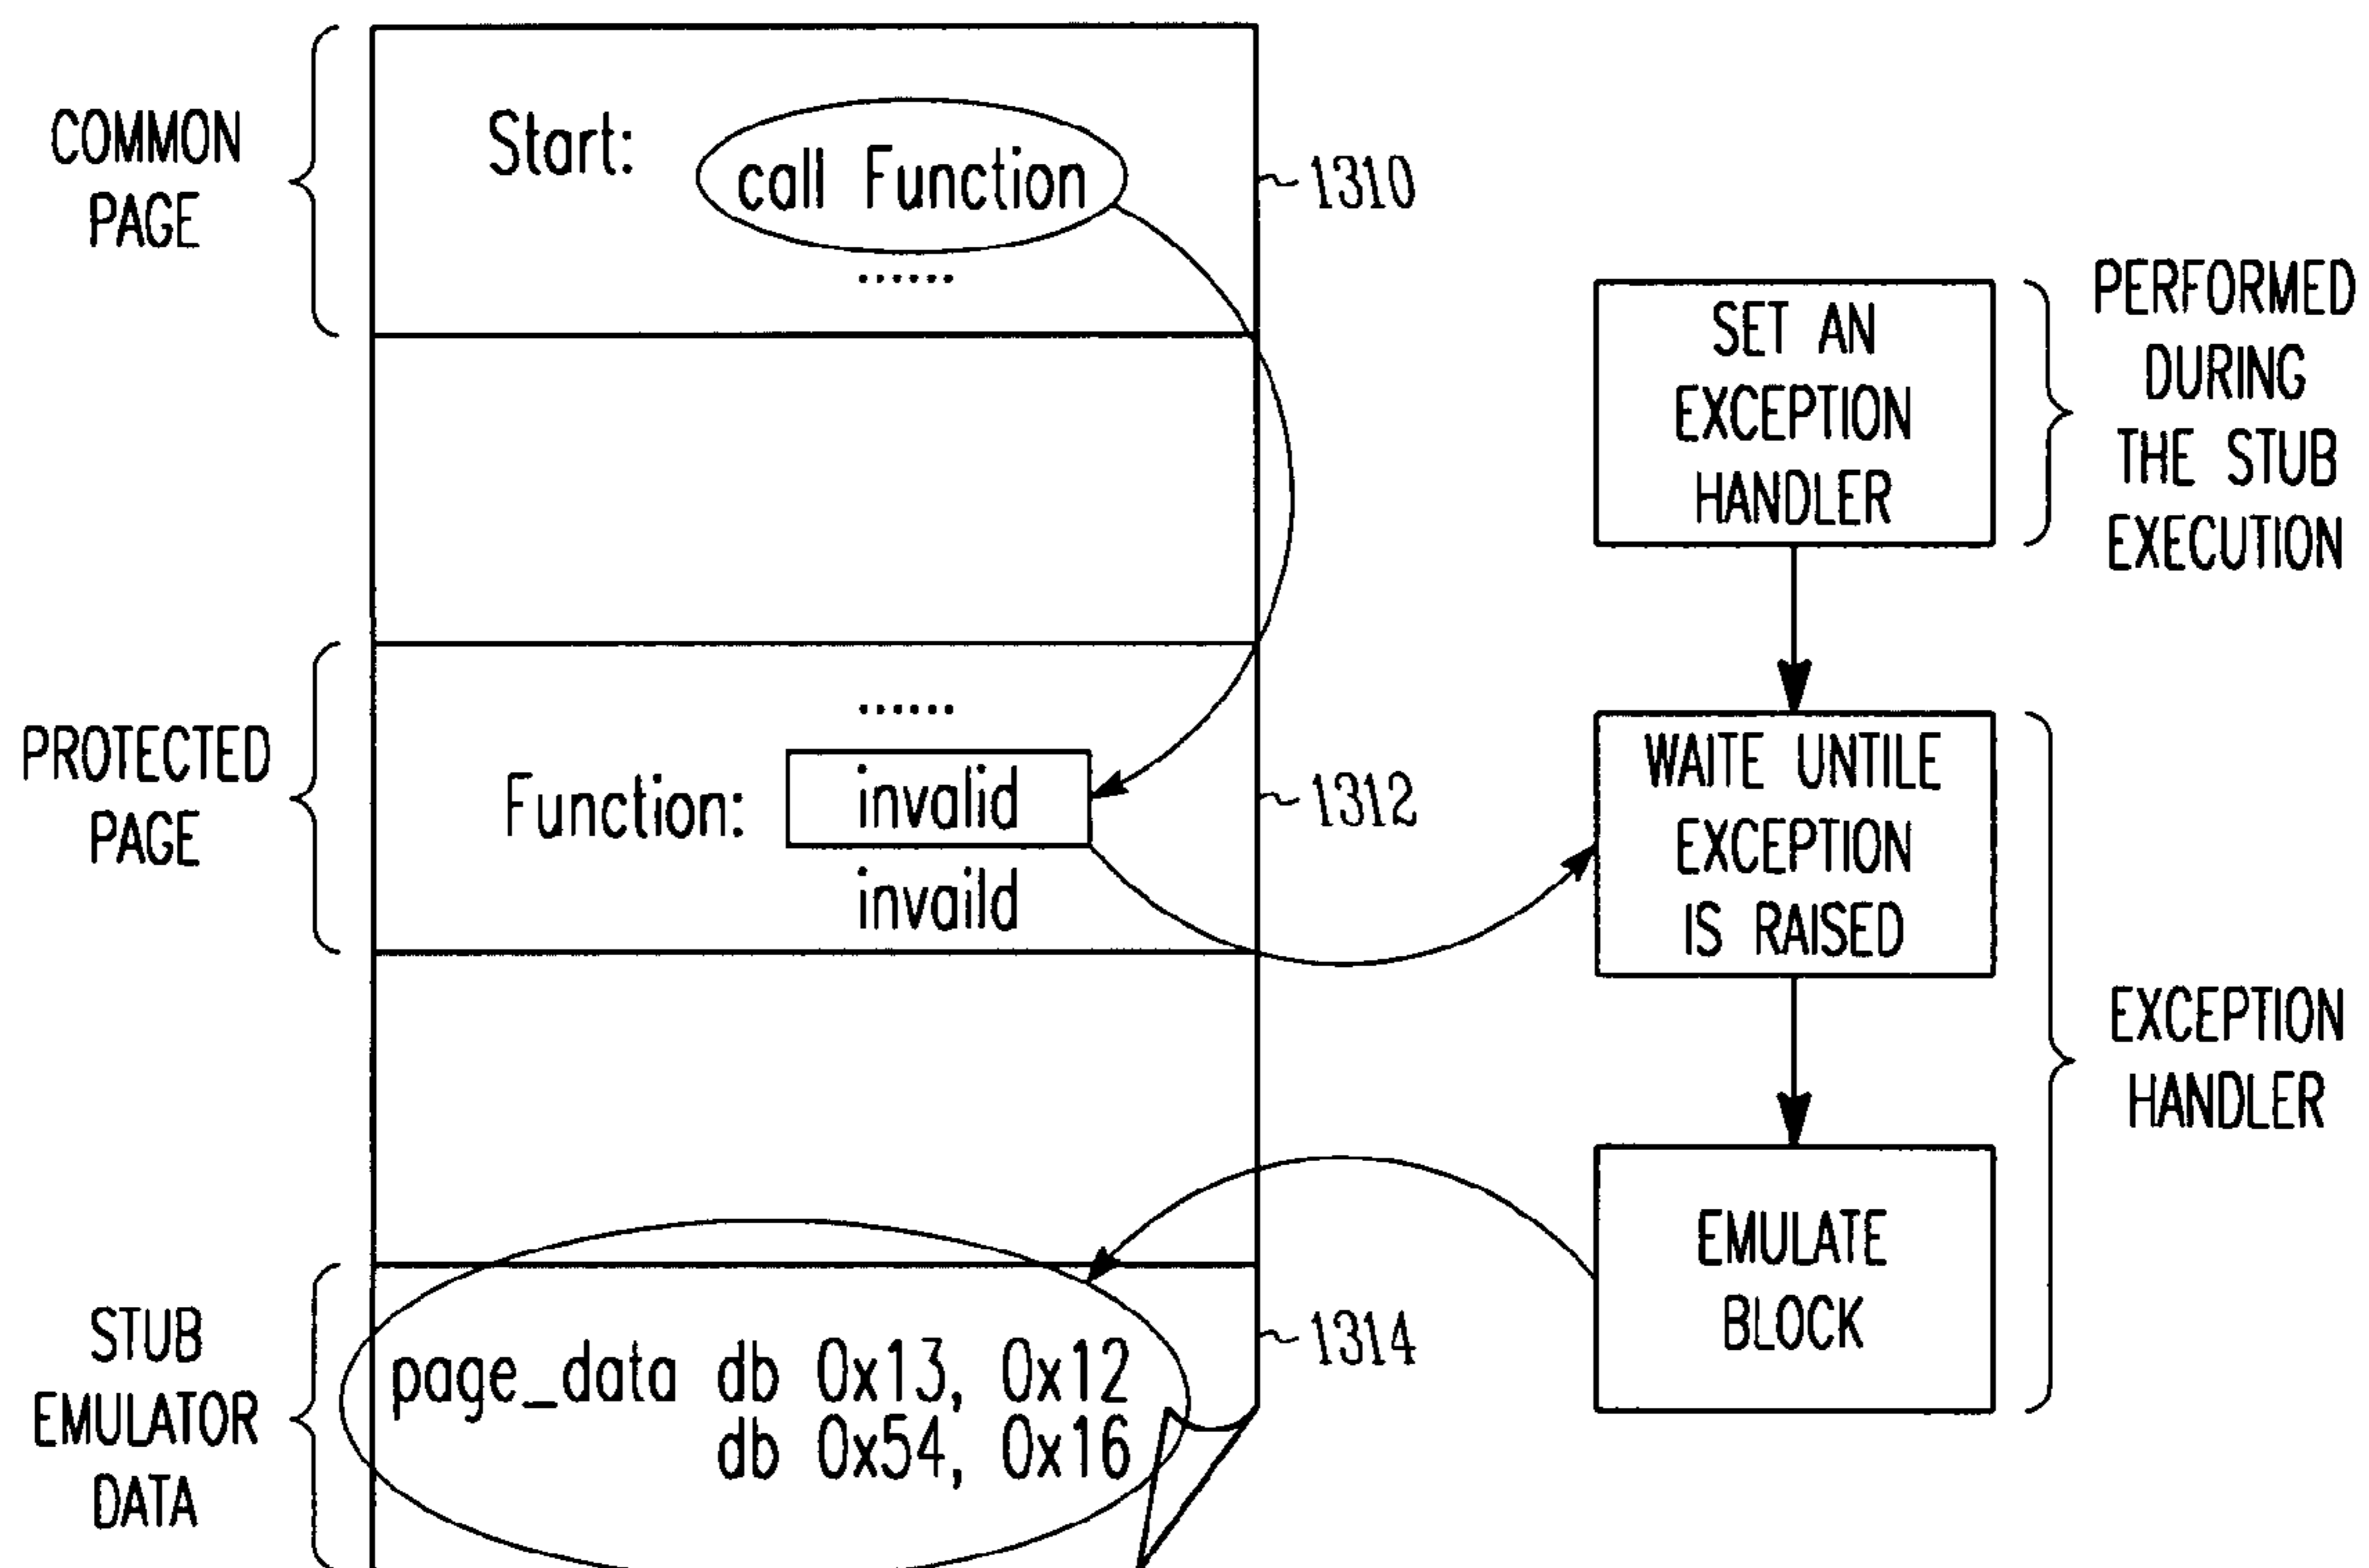 COMMON
PAGE
Start:
call Function
......
1310
PROTECTED
PAGE
......
Function:
invalid
invaild
1312
STUB
EMULATOR
DATA
page_data db 0x13, 0x12
db 0x54, 0x16
1314
SET AN
EXCEPTION
HANDLER
PERFORMED
DURING
THE STUB
EXECUTION
WAITE UNTILE
EXCEPTION
IS RAISED
EMULATE
BLOCK
EXCEPTION
HANDLER